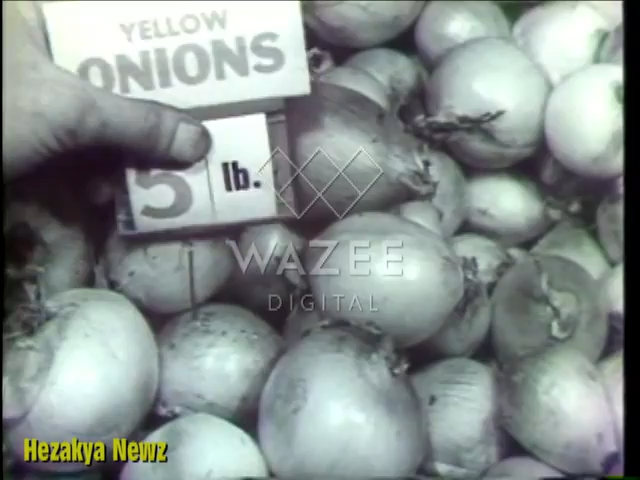 YELLOW
ONIONS
5 lb.
WAZEE
DIGITAL
Hezakya Newz